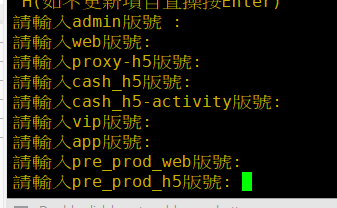 H(如不更新項目直接按Enter)
請輸入admin版號 :
請輸入web版號:
請輸入proxy-h5版號:
請輸入cash_h5版號:
請輸入cash_h5-activity版號:
請輸入vip版號:
請輸入app版號:
請輸入pre_prod_web版號:
請輸入pre_prod_h5版號: